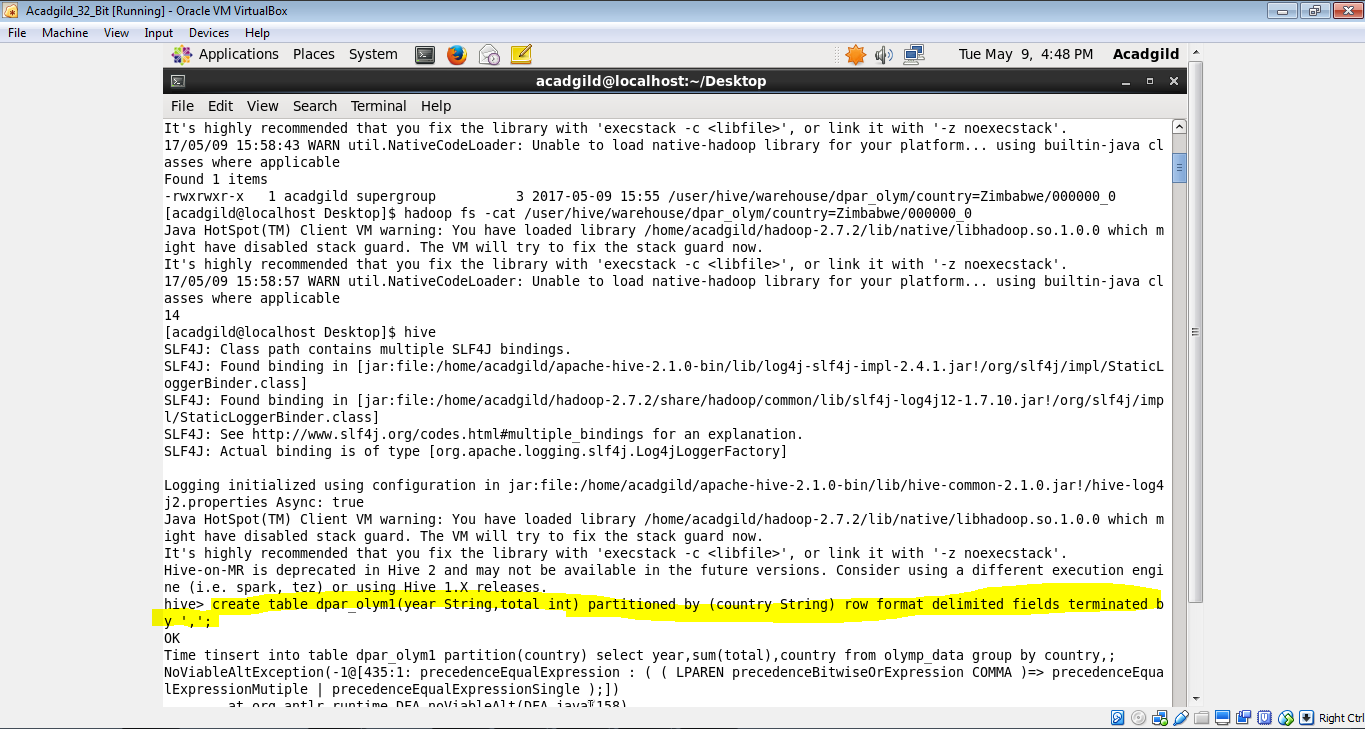 Acadgild_32_Bit [Running] - Oracle VM VirtualBox
File Machine View Input Devices Help
Applications Places System Tue May 9, 4:48 PM Acadgild
acadgild@localhost:~/Desktop
File Edit View Search Terminal Help
It's highly recommended that you fix the library with 'execstack -c <libfile>', or link it with '-z noexecstack'.
17/05/09 15:58:43 WARN util.NativeCodeLoader: Unable to load native-hadoop library for your platform... using builtin-java cl
asses where applicable
Found 1 items
-rwxrwxr-x   1 acadgild supergroup          3 2017-05-09 15:55 /user/hive/warehouse/dpar_olym/country=Zimbabwe/000000_0
[acadgild@localhost Desktop]$ hadoop fs -cat /user/hive/warehouse/dpar_olym/country=Zimbabwe/000000_0
Java HotSpot(TM) Client VM warning: You have loaded library /home/acadgild/hadoop-2.7.2/lib/native/libhadoop.so.1.0.0 which m
ight have disabled stack guard. The VM will try to fix the stack guard now.
It's highly recommended that you fix the library with 'execstack -c <libfile>', or link it with '-z noexecstack'.
17/05/09 15:58:57 WARN util.NativeCodeLoader: Unable to load native-hadoop library for your platform... using builtin-java cl
asses where applicable
14
[acadgild@localhost Desktop]$ hive
SLF4J: Class path contains multiple SLF4J bindings.
SLF4J: Found binding in [jar:file:/home/acadgild/apache-hive-2.1.0-bin/lib/log4j-slf4j-impl-2.4.1.jar!/org/slf4j/impl/StaticL
oggerBinder.class]
SLF4J: Found binding in [jar:file:/home/acadgild/hadoop-2.7.2/share/hadoop/common/lib/slf4j-log4j12-1.7.10.jar!/org/slf4j/imp
l/StaticLoggerBinder.class]
SLF4J: See http://www.slf4j.org/codes.html#multiple_bindings for an explanation.
SLF4J: Actual binding is of type [org.apache.logging.slf4j.Log4jLoggerFactory]
Logging initialized using configuration in jar:file:/home/acadgild/apache-hive-2.1.0-bin/lib/hive-common-2.1.0.jar!/hive-log4
j2.properties Async: true
Java HotSpot(TM) Client VM warning: You have loaded library /home/acadgild/hadoop-2.7.2/lib/native/libhadoop.so.1.0.0 which m
ight have disabled stack guard. The VM will try to fix the stack guard now.
It's highly recommended that you fix the library with 'execstack -c <libfile>', or link it with '-z noexecstack'.
Hive-on-MR is deprecated in Hive 2 and may not be available in the future versions. Consider using a different execution engi
ne (i.e. spark, tez) or using Hive 1.X releases.
hive> create table dpar_olym1(year String,total int) partitioned by (country String) row format delimited fields terminated b
y ',';
OK
Time tinsert into table dpar_olym1 partition(country) select year,sum(total),country from olymp_data group by country,;
NoViableAltException(-1@[435:1: precedenceEqualExpression : ( ( LPAREN precedenceBitwiseOrExpression COMMA )=> precedenceEqua
lExpressionMutiple | precedenceEqualExpressionSingle );])
at org.antlr.runtime.DFA.noViableAlt(DFA.java:158)
Right Ctrl